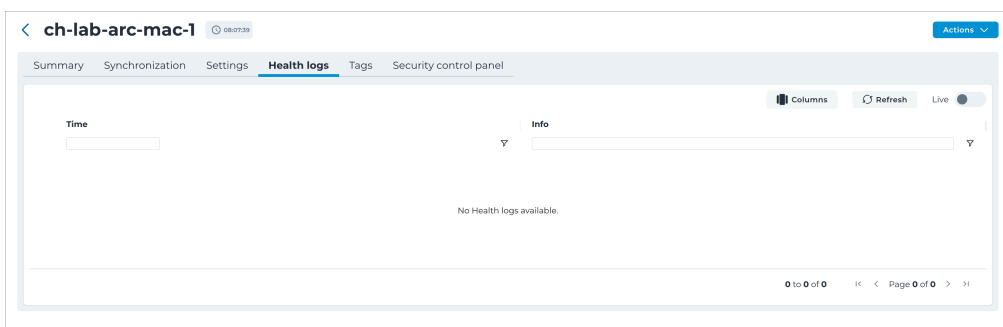 ch-lab-arc-mac-1 08:07:39 Actions
Summary Synchronization Settings Health logs Tags Security control panel
Columns Refresh Live
Time Info
No Health logs available.
0 to 0 of 0 Page 0 of 0